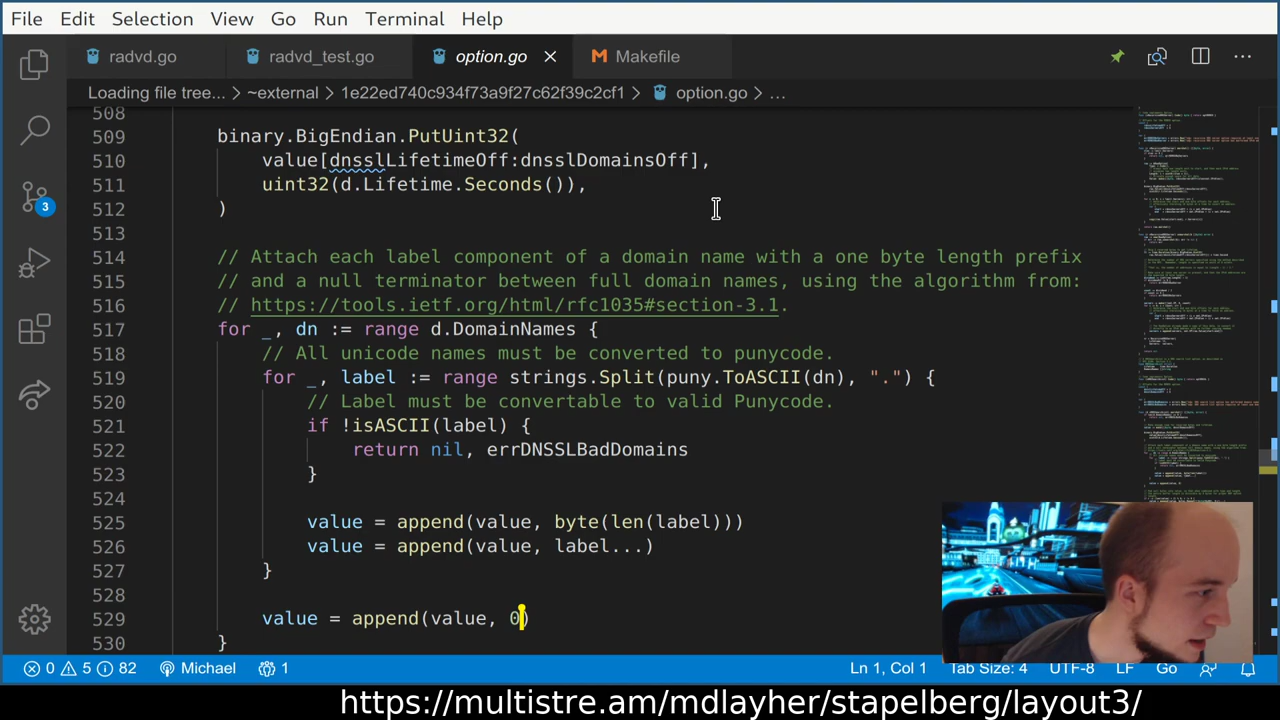 File Edit Selection View Go Run Terminal Help
radvd.go radvd_test.go option.go Makefile
Loading file tree... > ~external > 1e22ed740c934f73a9f27c62f39c2cf1 > option.go > ...
508
509 binary.BigEndian.PutUint32(
510 value[dnsslLifetimeOff:dnsslDomainsOff],
511 uint32(d.Lifetime.Seconds()),
512 )
513
514 // Attach each label component of a domain name with a one byte length prefix
515 // and a null terminator between full domain names, using the algorithm from:
516 // https://tools.ietf.org/html/rfc1035#section-3.1.
517 for _, dn := range d.DomainNames {
518 // All unicode names must be converted to punycode.
519 for _, label := range strings.Split(puny.ToASCII(dn), ".") {
520 // Label must be convertable to valid Punycode.
521 if !isASCII(label) {
522 return nil, errDNSSLBadDomains
523 }
524
525 value = append(value, byte(len(label)))
526 value = append(value, label...)
527 }
528
529 value = append(value, 0)
530 }
3
0 5 82 Michael 1 Ln 1, Col 1 Tab Size: 4 UTF-8 LF Go
https://multistre.am/mdlayher/stapelberg/layout3/